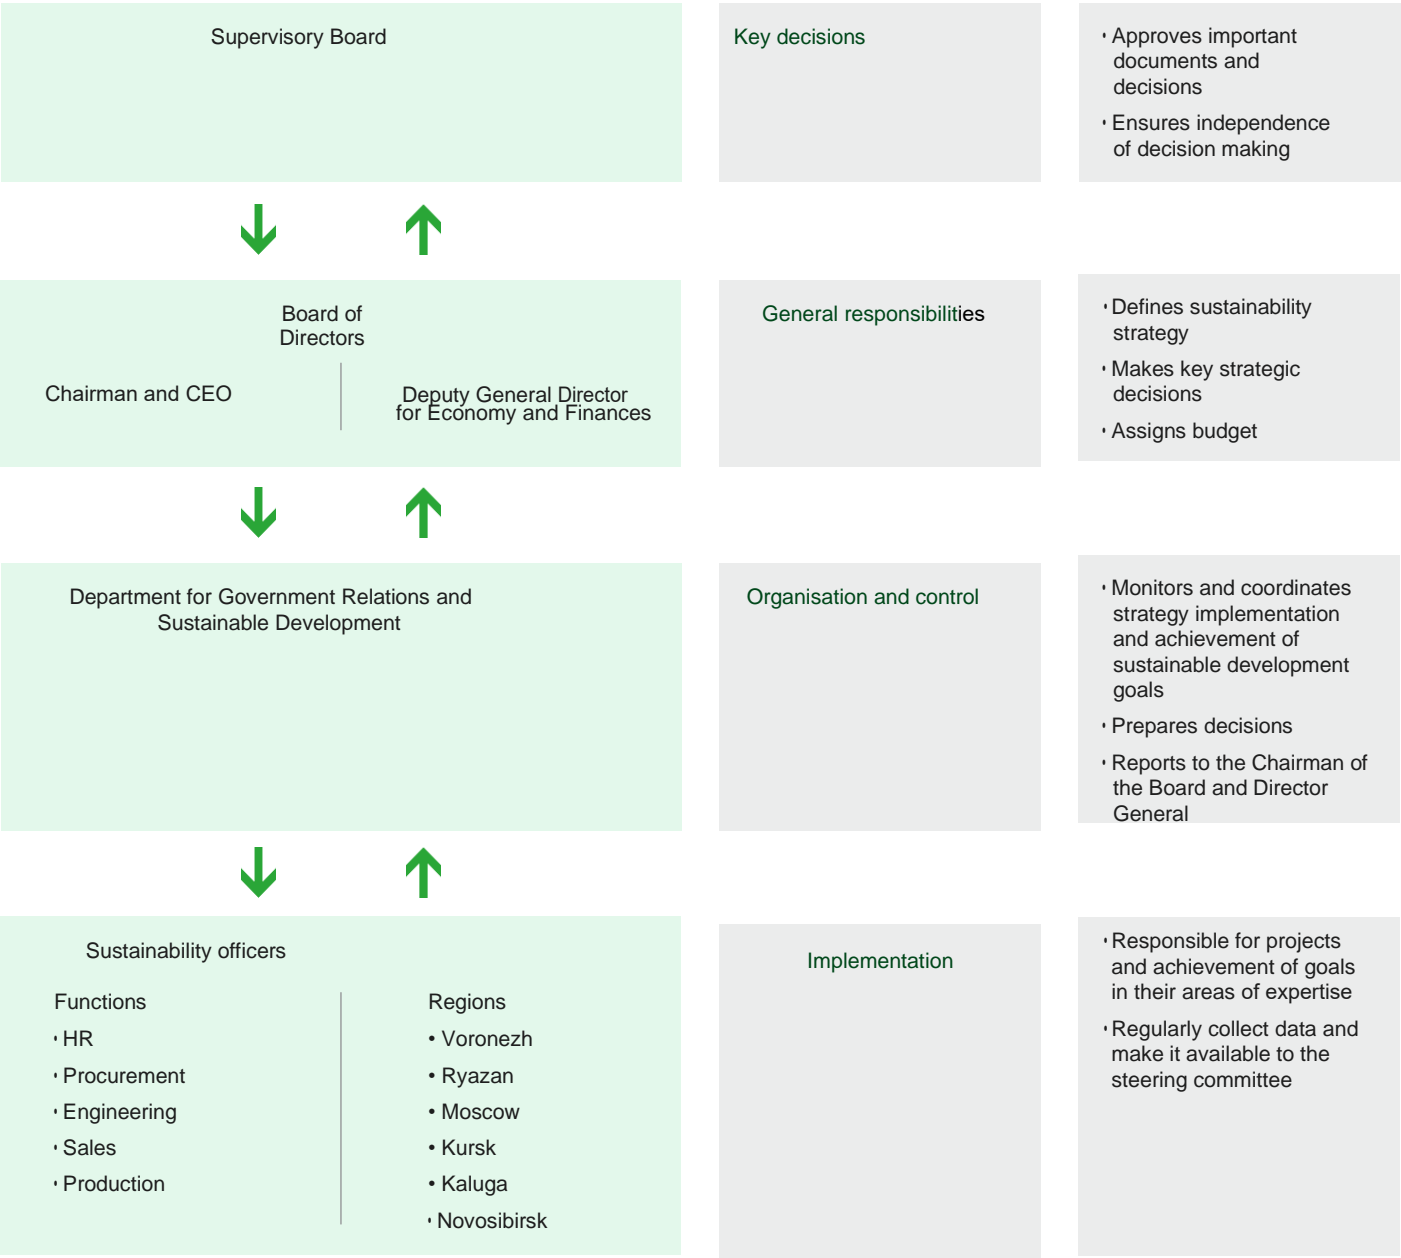 Supervisory Board
Key decisions
• Approves important
documents and
decisions
• Ensures independence
of decision making
Board of
Directors
Chairman and CEO
Deputy General Director
for Economy and Finances
General responsibilities
• Defines sustainability
strategy
• Makes key strategic
decisions
• Assigns budget
Department for Government Relations and
Sustainable Development
Organisation and control
• Monitors and coordinates
strategy implementation
and achievement of
sustainable development
goals
• Prepares decisions
• Reports to the Chairman of
the Board and Director
General
Sustainability officers
Functions
• HR
• Procurement
• Engineering
• Sales
• Production
Regions
• Voronezh
• Ryazan
• Moscow
• Kursk
• Kaluga
• Novosibirsk
Implementation
• Responsible for projects
and achievement of goals
in their areas of expertise
• Regularly collect data and
make it available to the
steering committee